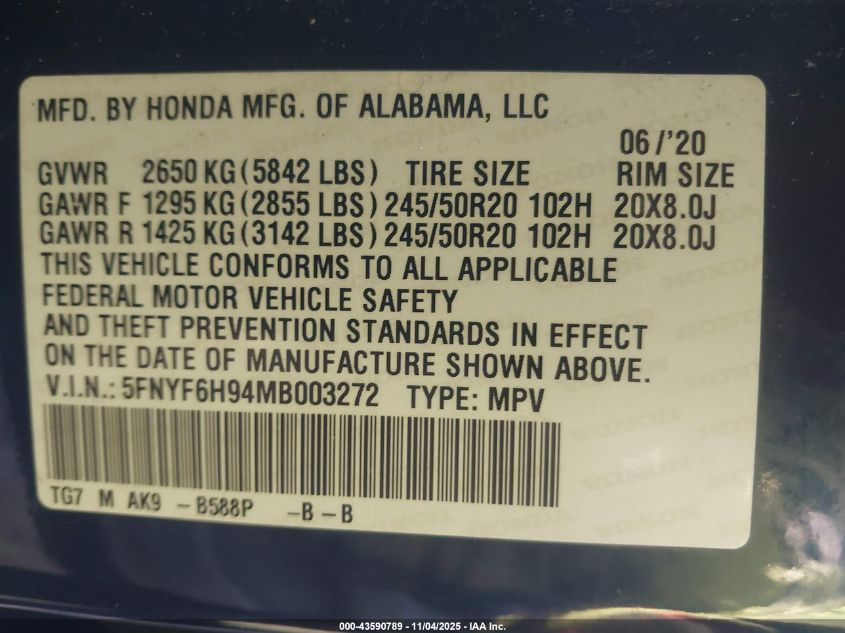 MFD. BY HONDA MFG. OF ALABAMA, LLC
06/'20
GVWR 2650 KG (5842 LBS) TIRE SIZE RIM SIZE
GAWR F 1295 KG (2855 LBS) 245/50R20 102H 20X8.0J
GAWR R 1425 KG (3142 LBS) 245/50R20 102H 20X8.0J
THIS VEHICLE CONFORMS TO ALL APPLICABLE
FEDERAL MOTOR VEHICLE SAFETY
AND THEFT PREVENTION STANDARDS IN EFFECT
ON THE DATE OF MANUFACTURE SHOWN ABOVE.
V.I.N.: 5FNYF6H94MB003272 TYPE: MPV
TG7 M AK9 -B588P -B-B
000-43590789 - 11/04/2025 - IAA Inc.